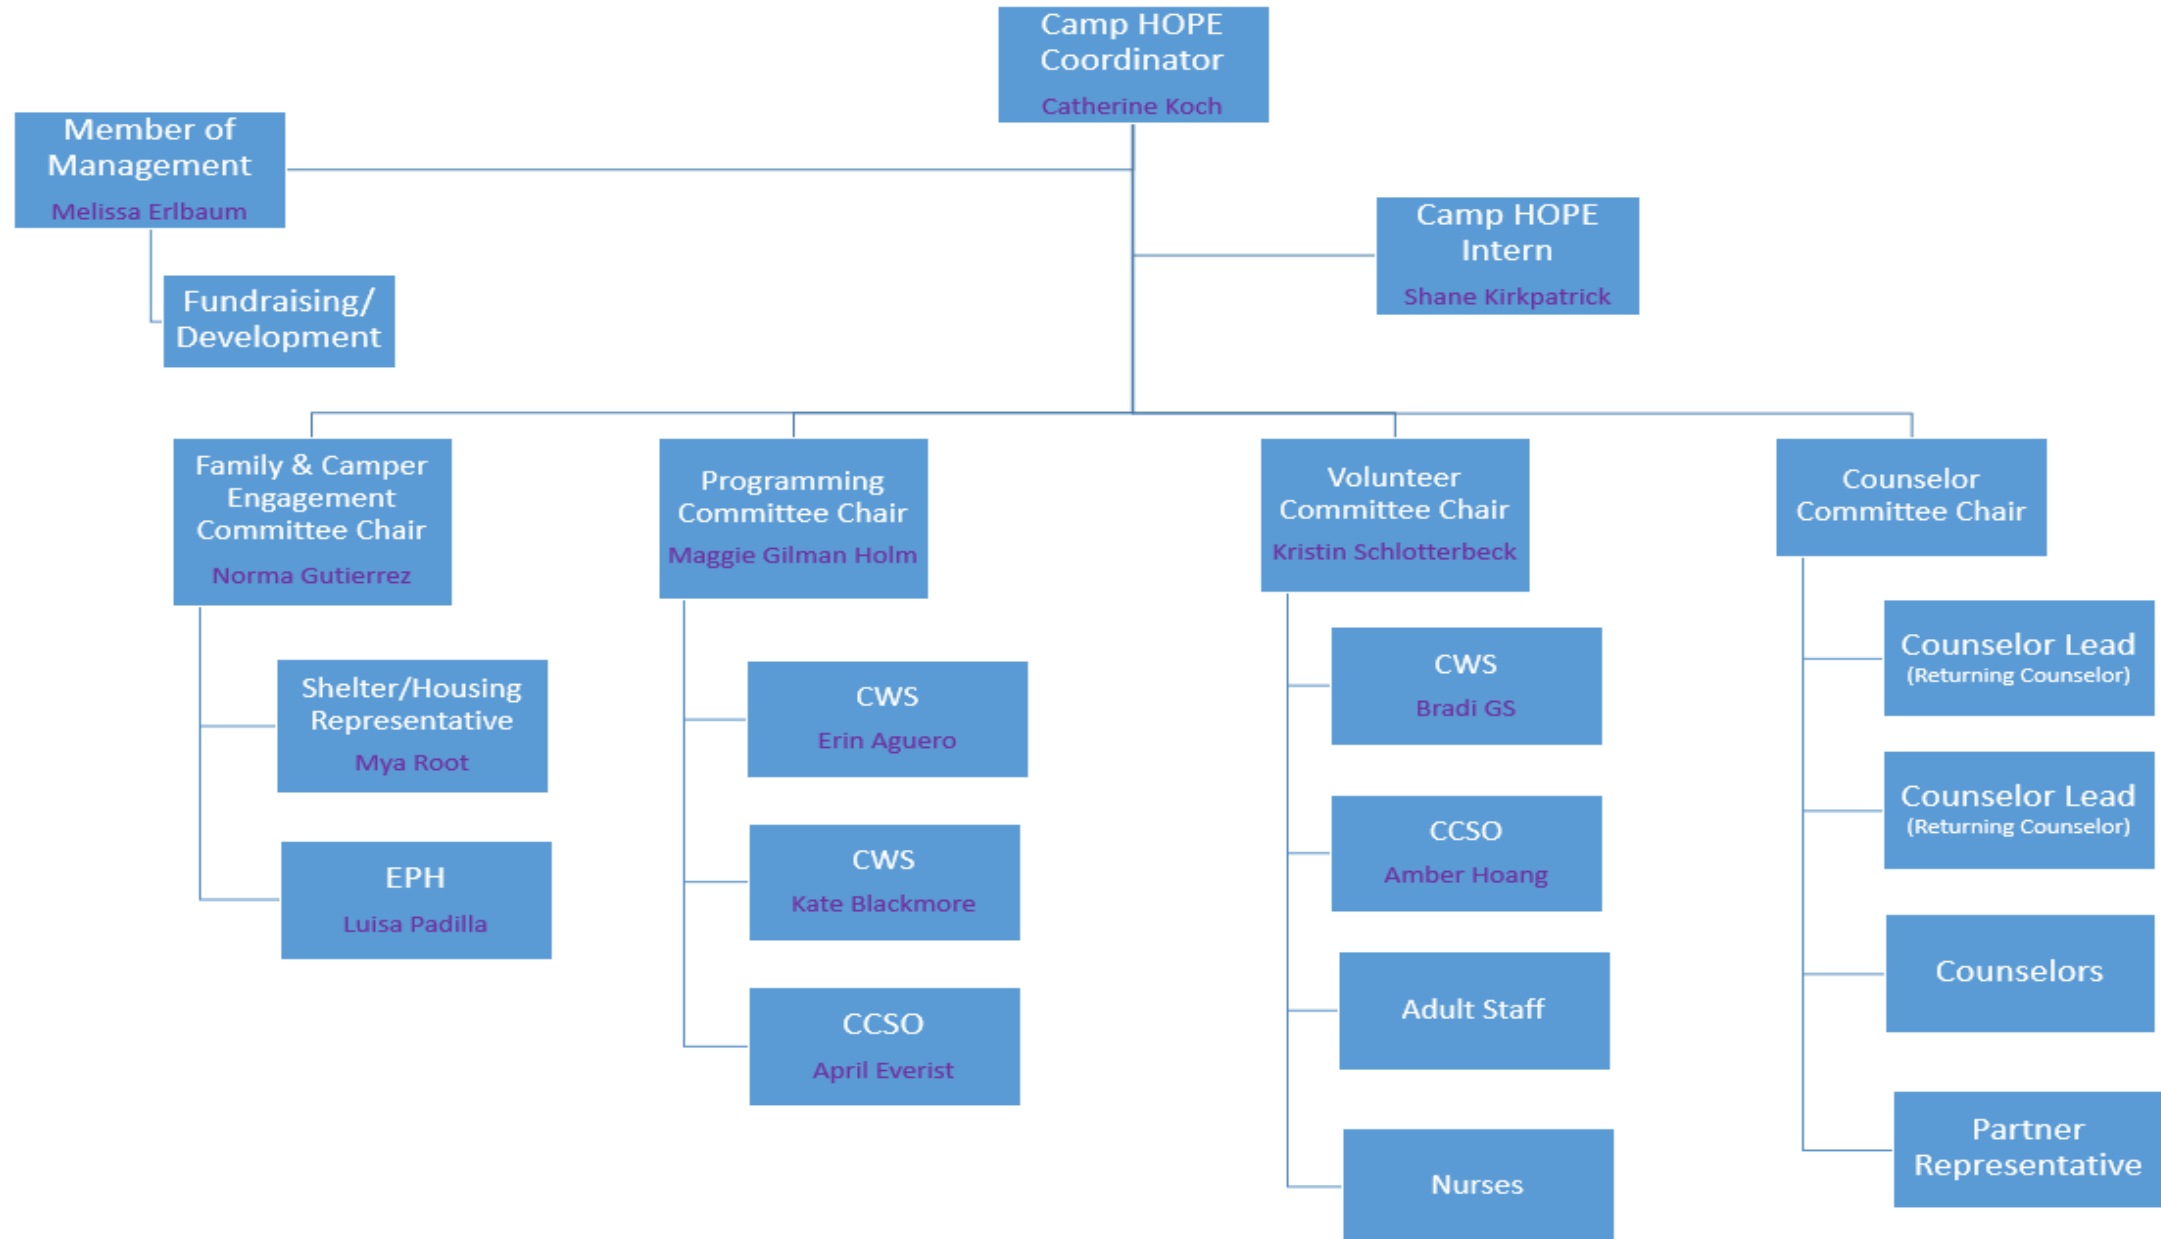 Camp HOPE
Coordinator
Catherine Koch
Member of
Management
Melissa Erlbaum
Camp HOPE
Intern
Shane Kirkpatrick
Fundraising/
Development
Family & Camper
Engagement
Committee Chair
Norma Gutierrez
Shelter/Housing
Representative
Mya Root
EPH
Luisa Padilla
Programming
Committee Chair
Maggie Gilman Holm
CWS
Erin Aguero
CWS
Kate Blackmore
CCSO
April Everist
Volunteer
Committee Chair
Kristin Schlotterbeck
CWS
Bradi GS
CCSO
Amber Hoang
Adult Staff
Nurses
Counselor
Committee Chair
Counselor Lead
(Returning Counselor)
Counselor Lead
(Returning Counselor)
Counselors
Partner
Representative